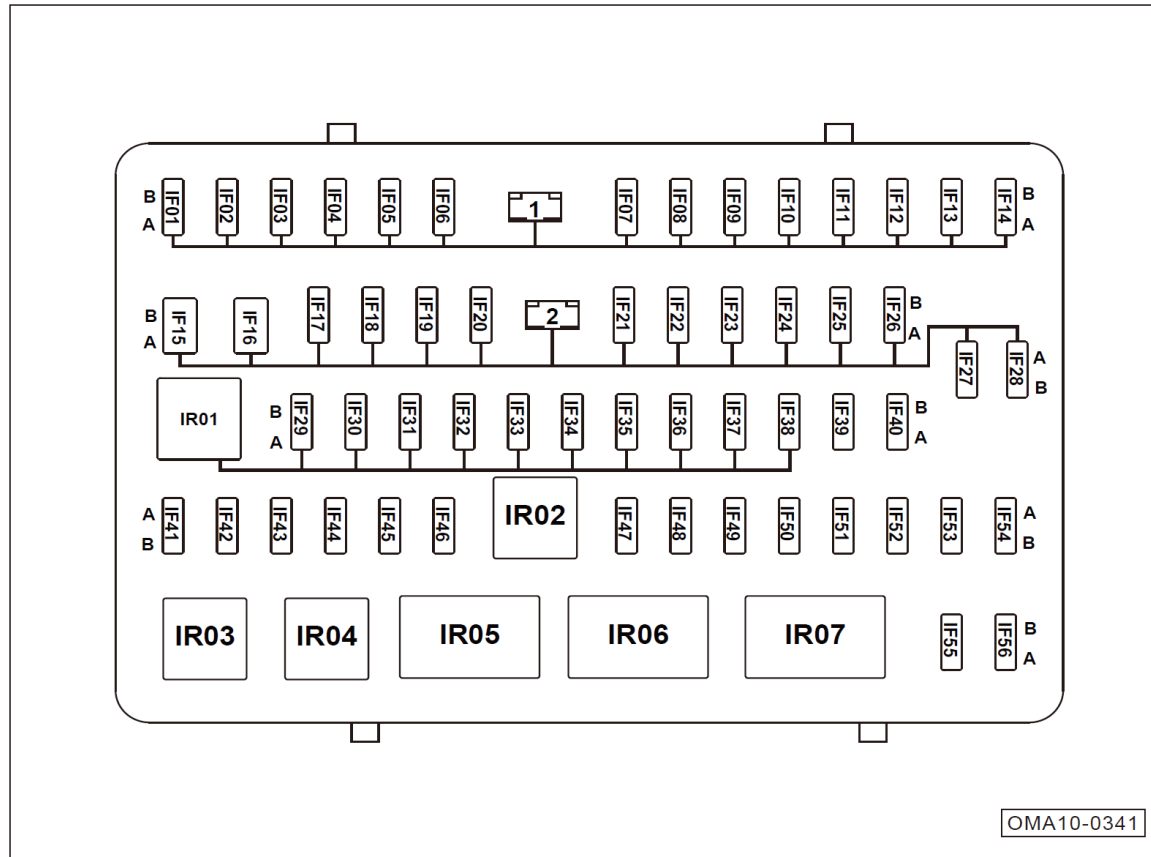 B IF01 IF02 IF03 IF04 IF05 IF06 1 IF07 IF08 IF09 IF10 IF11 IF12 IF13 IF14 B
A A
B IF15 IF16 IF17 IF18 IF19 IF20 2 IF21 IF22 IF23 IF24 IF25 IF26 B
A A
IF27 IF28 A
B
IR01 B IF29 IF30 IF31 IF32 IF33 IF34 IF35 IF36 IF37 IF38 IF39 IF40 B
A A
A IF41 IF42 IF43 IF44 IF45 IF46 IR02 IF47 IF48 IF49 IF50 IF51 IF52 IF53 IF54 A
B B
IR03 IR04 IR05 IR06 IR07 IF55 IF56 B
A
OMA10-0341